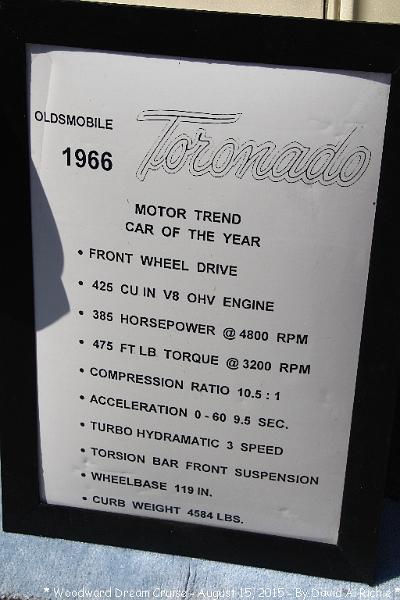 OLDSMOBILE
1966
Toronado
MOTOR TREND
CAR OF THE YEAR
• FRONT WHEEL DRIVE
• 425 CU IN V8 OHV ENGINE
• 385 HORSEPOWER @ 4800 RPM
• 475 FT LB TORQUE @ 3200 RPM
• COMPRESSION RATIO 10.5 : 1
• ACCELERATION 0 - 60 9.5 SEC.
• TURBO HYDRAMATIC 3 SPEED
• TORSION BAR FRONT SUSPENSION
• WHEELBASE 119 IN.
• CURB WEIGHT 4584 LBS.
* Woodward Dream Cruise - August 15, 2015 - By David A. Richie *